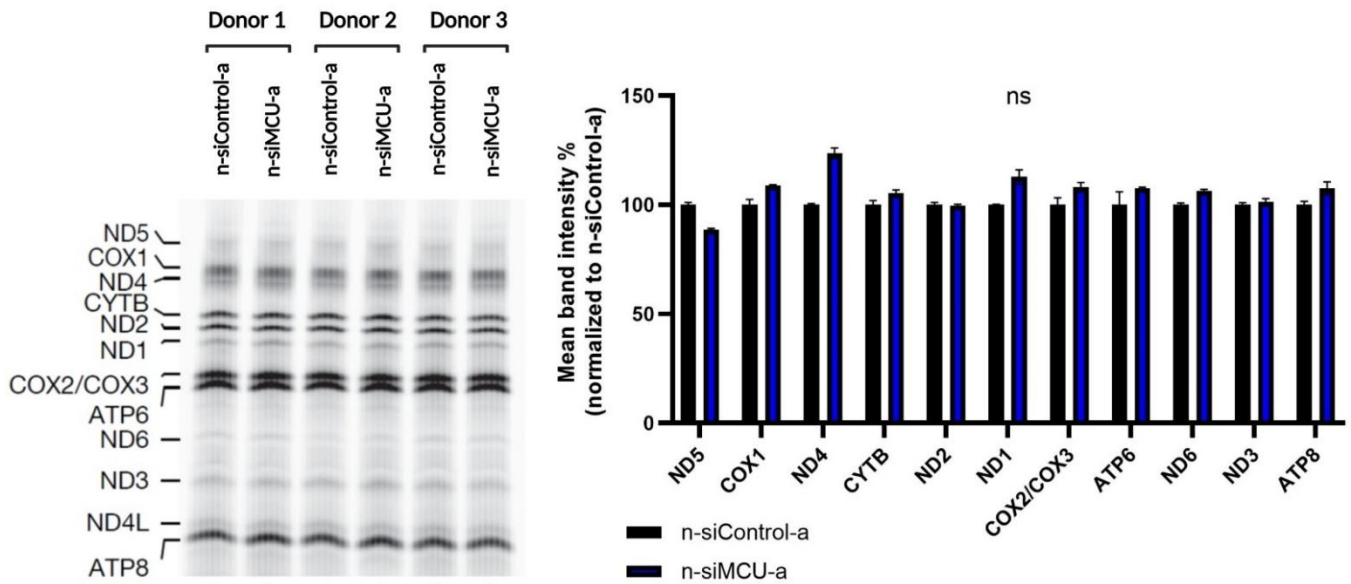 Donor 1 Donor 2 Donor 3
n-siControl-a n-siMCU-a n-siControl-a n-siMCU-a n-siControl-a n-siMCU-a
ND5
COX1
ND4
CYTB
ND2
ND1
COX2/COX3
ATP6
ND6
ND3
ND4L
ATP8
Mean band intensity %
(normalized to n-siControl-a)
150
100
50
0
ns
ND5 COX1 ND4 CYTB ND2 ND1 COX2/COX3 ATP6 ND6 ND3 ATP8
n-siControl-a
n-siMCU-a